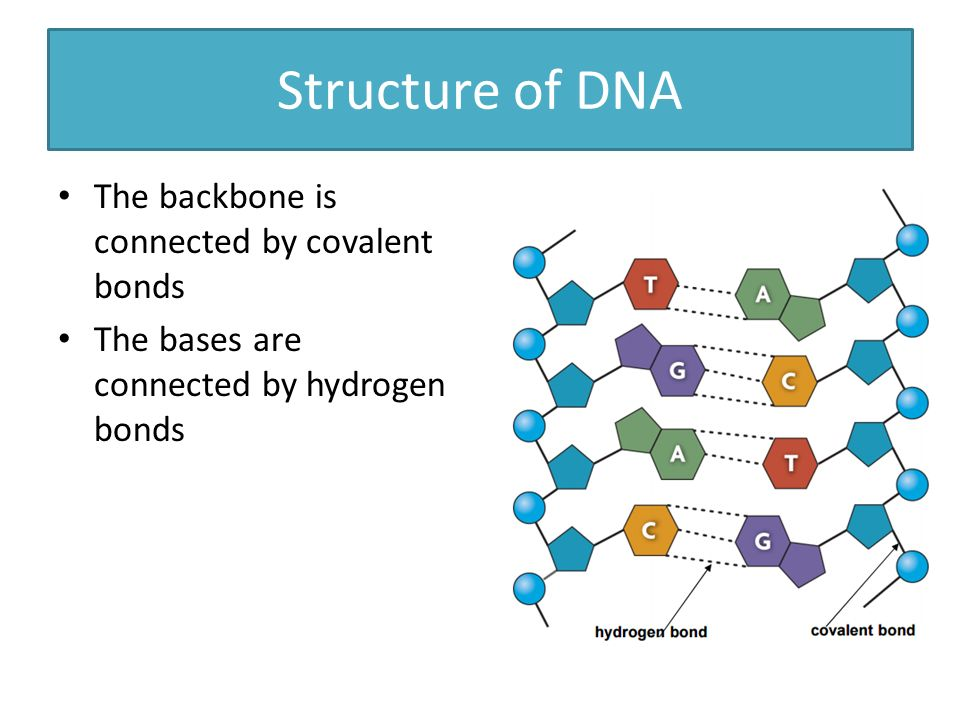 Structure of DNA
• The backbone is
connected by covalent
bonds
• The bases are
connected by hydrogen
bonds
T A
G C
A T
C G
hydrogen bond
covalent bond